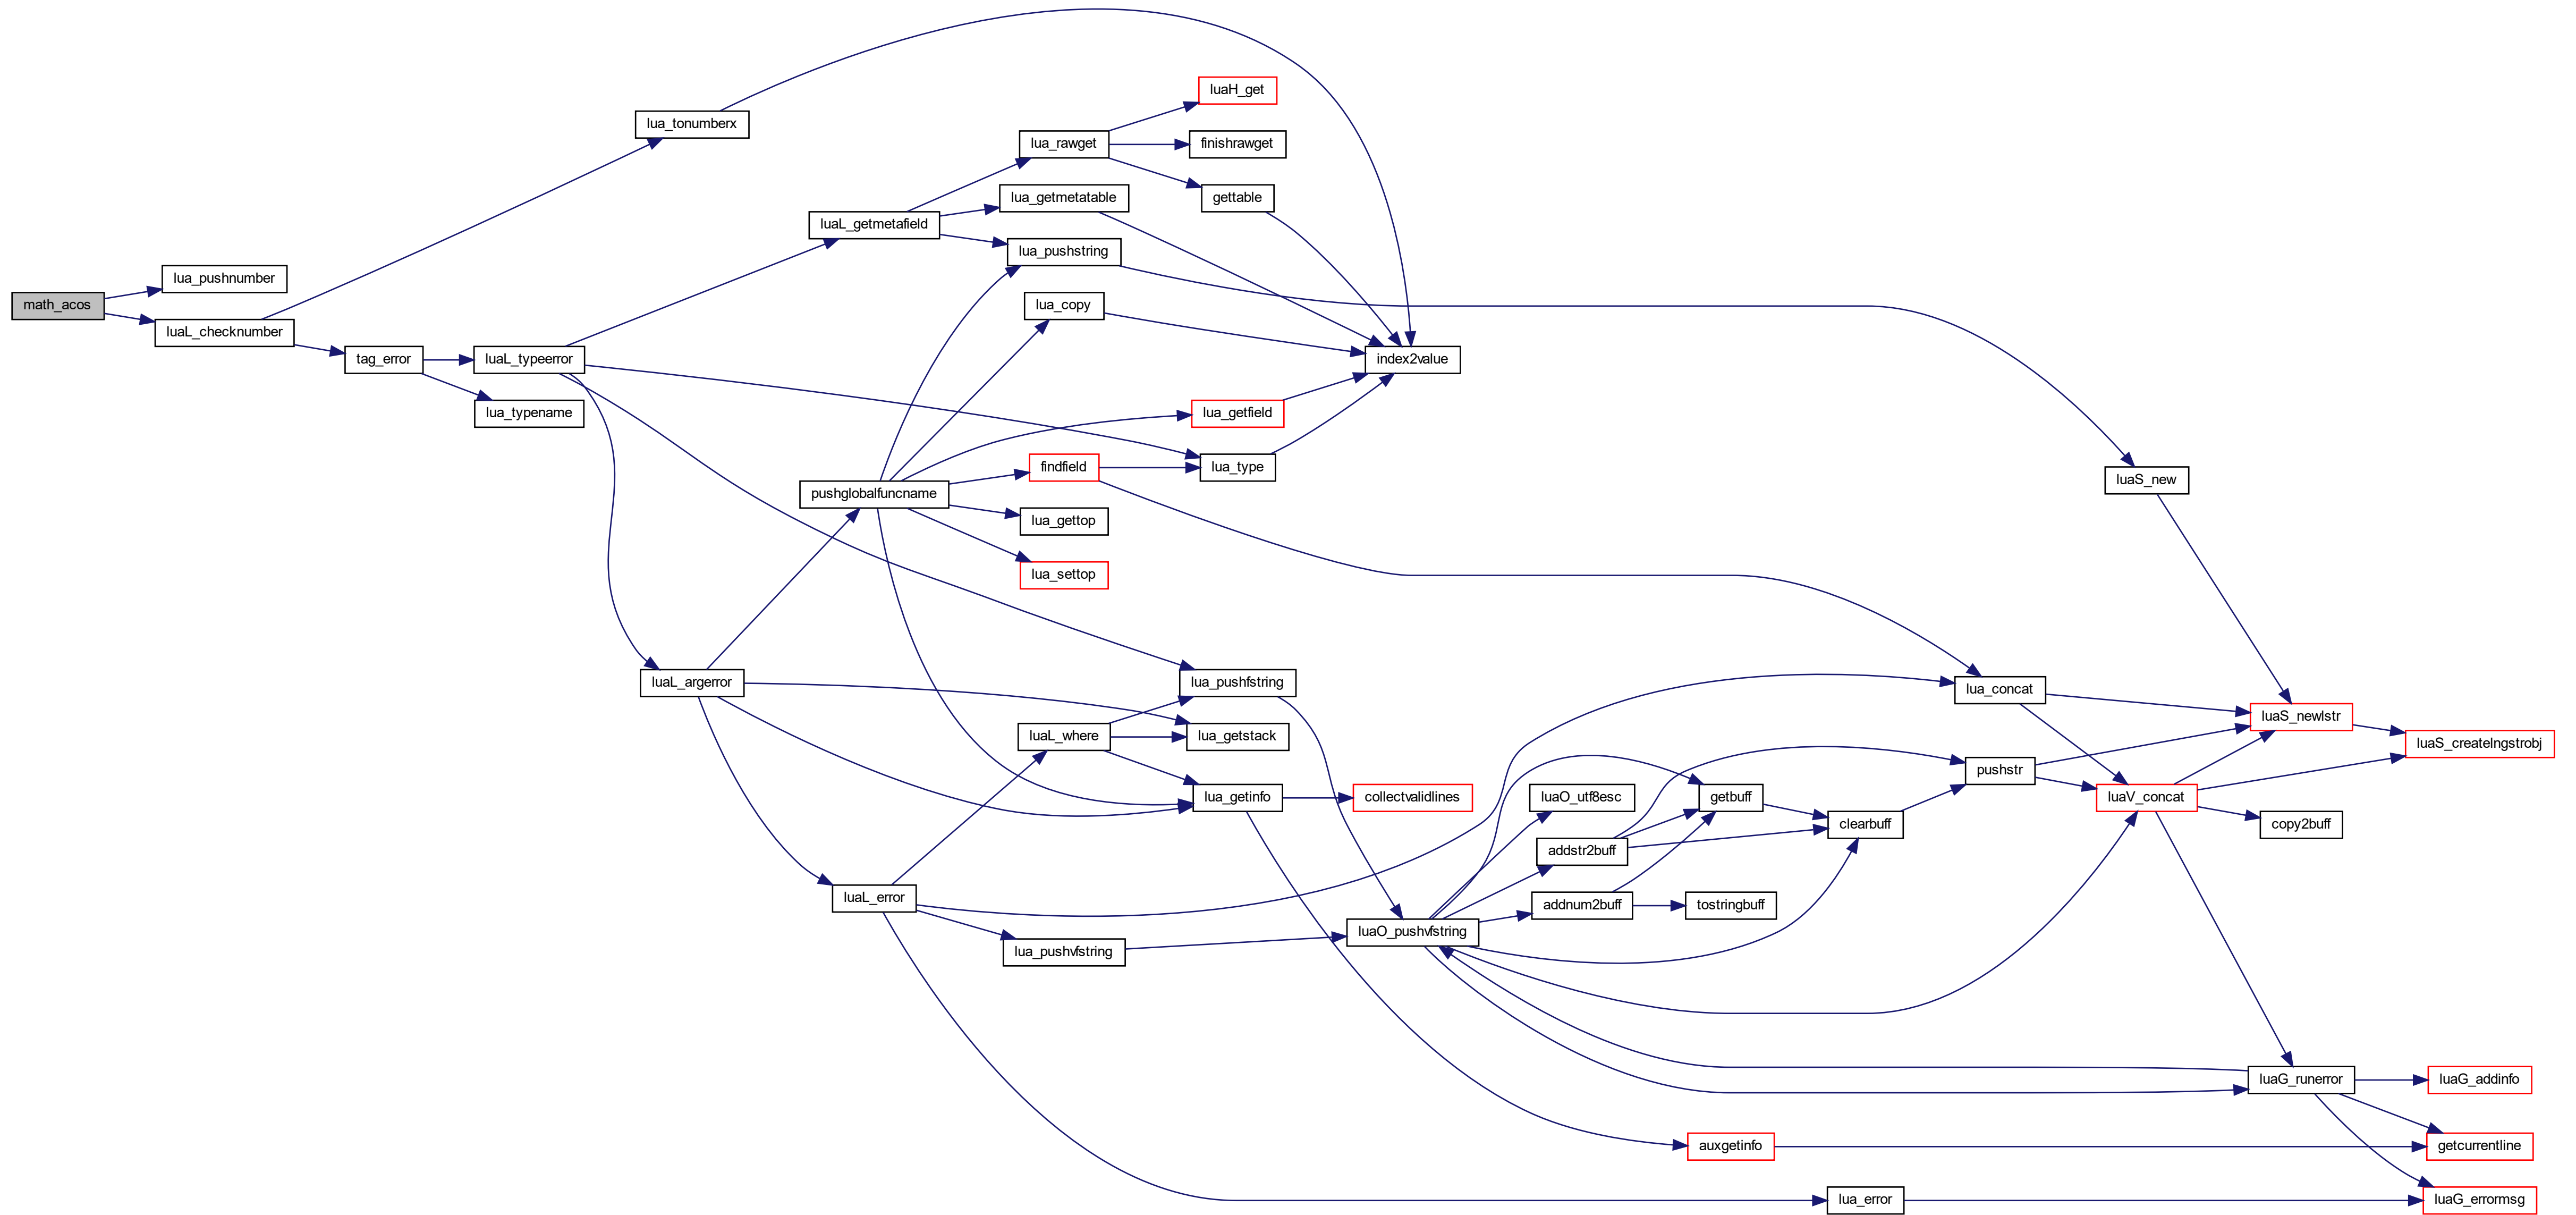 math_acos
lua_pushnumber
luaL_checknumber
lua_tonumberx
tag_error
luaL_typeerror
lua_typename
luaL_getmetafield
lua_rawget
luaH_get
finishrawget
gettable
lua_getmetatable
lua_pushstring
lua_copy
index2value
lua_getfield
findfield
lua_type
pushglobalfuncname
lua_gettop
lua_settop
luaL_argerror
lua_pushfstring
luaL_where
lua_getstack
lua_getinfo
collectvalidlines
luaL_error
lua_pushvfstring
luaO_pushvfstring
luaO_utf8esc
addstr2buff
addnum2buff
getbuff
tostringbuff
clearbuff
pushstr
lua_concat
luaS_new
luaS_newlstr
luaS_createlngstrobj
luaV_concat
copy2buff
luaG_runerror
luaG_addinfo
auxgetinfo
getcurrentline
lua_error
luaG_errormsg